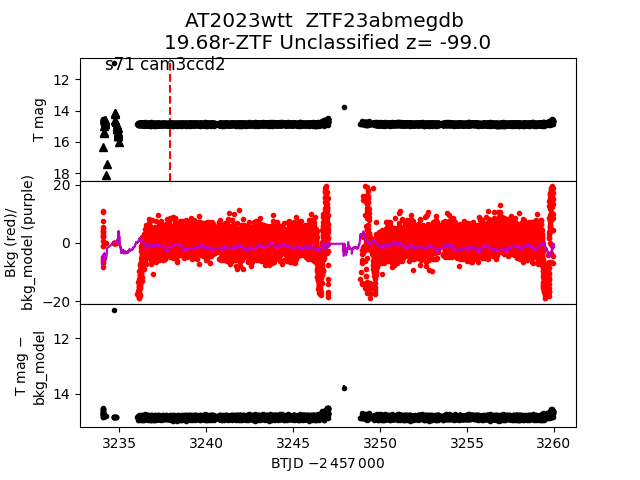 AT2023wtt  ZTF23abmegdb
19.68r-ZTF Unclassified z= -99.0
s71 cam3ccd2
12
14
16
18
T mag
20
0
−20
Bkg (red)/
bkg_model (purple)
12
14
T mag −
bkg_model
3235
3240
3245
3250
3255
3260
BTJD −2 457 000